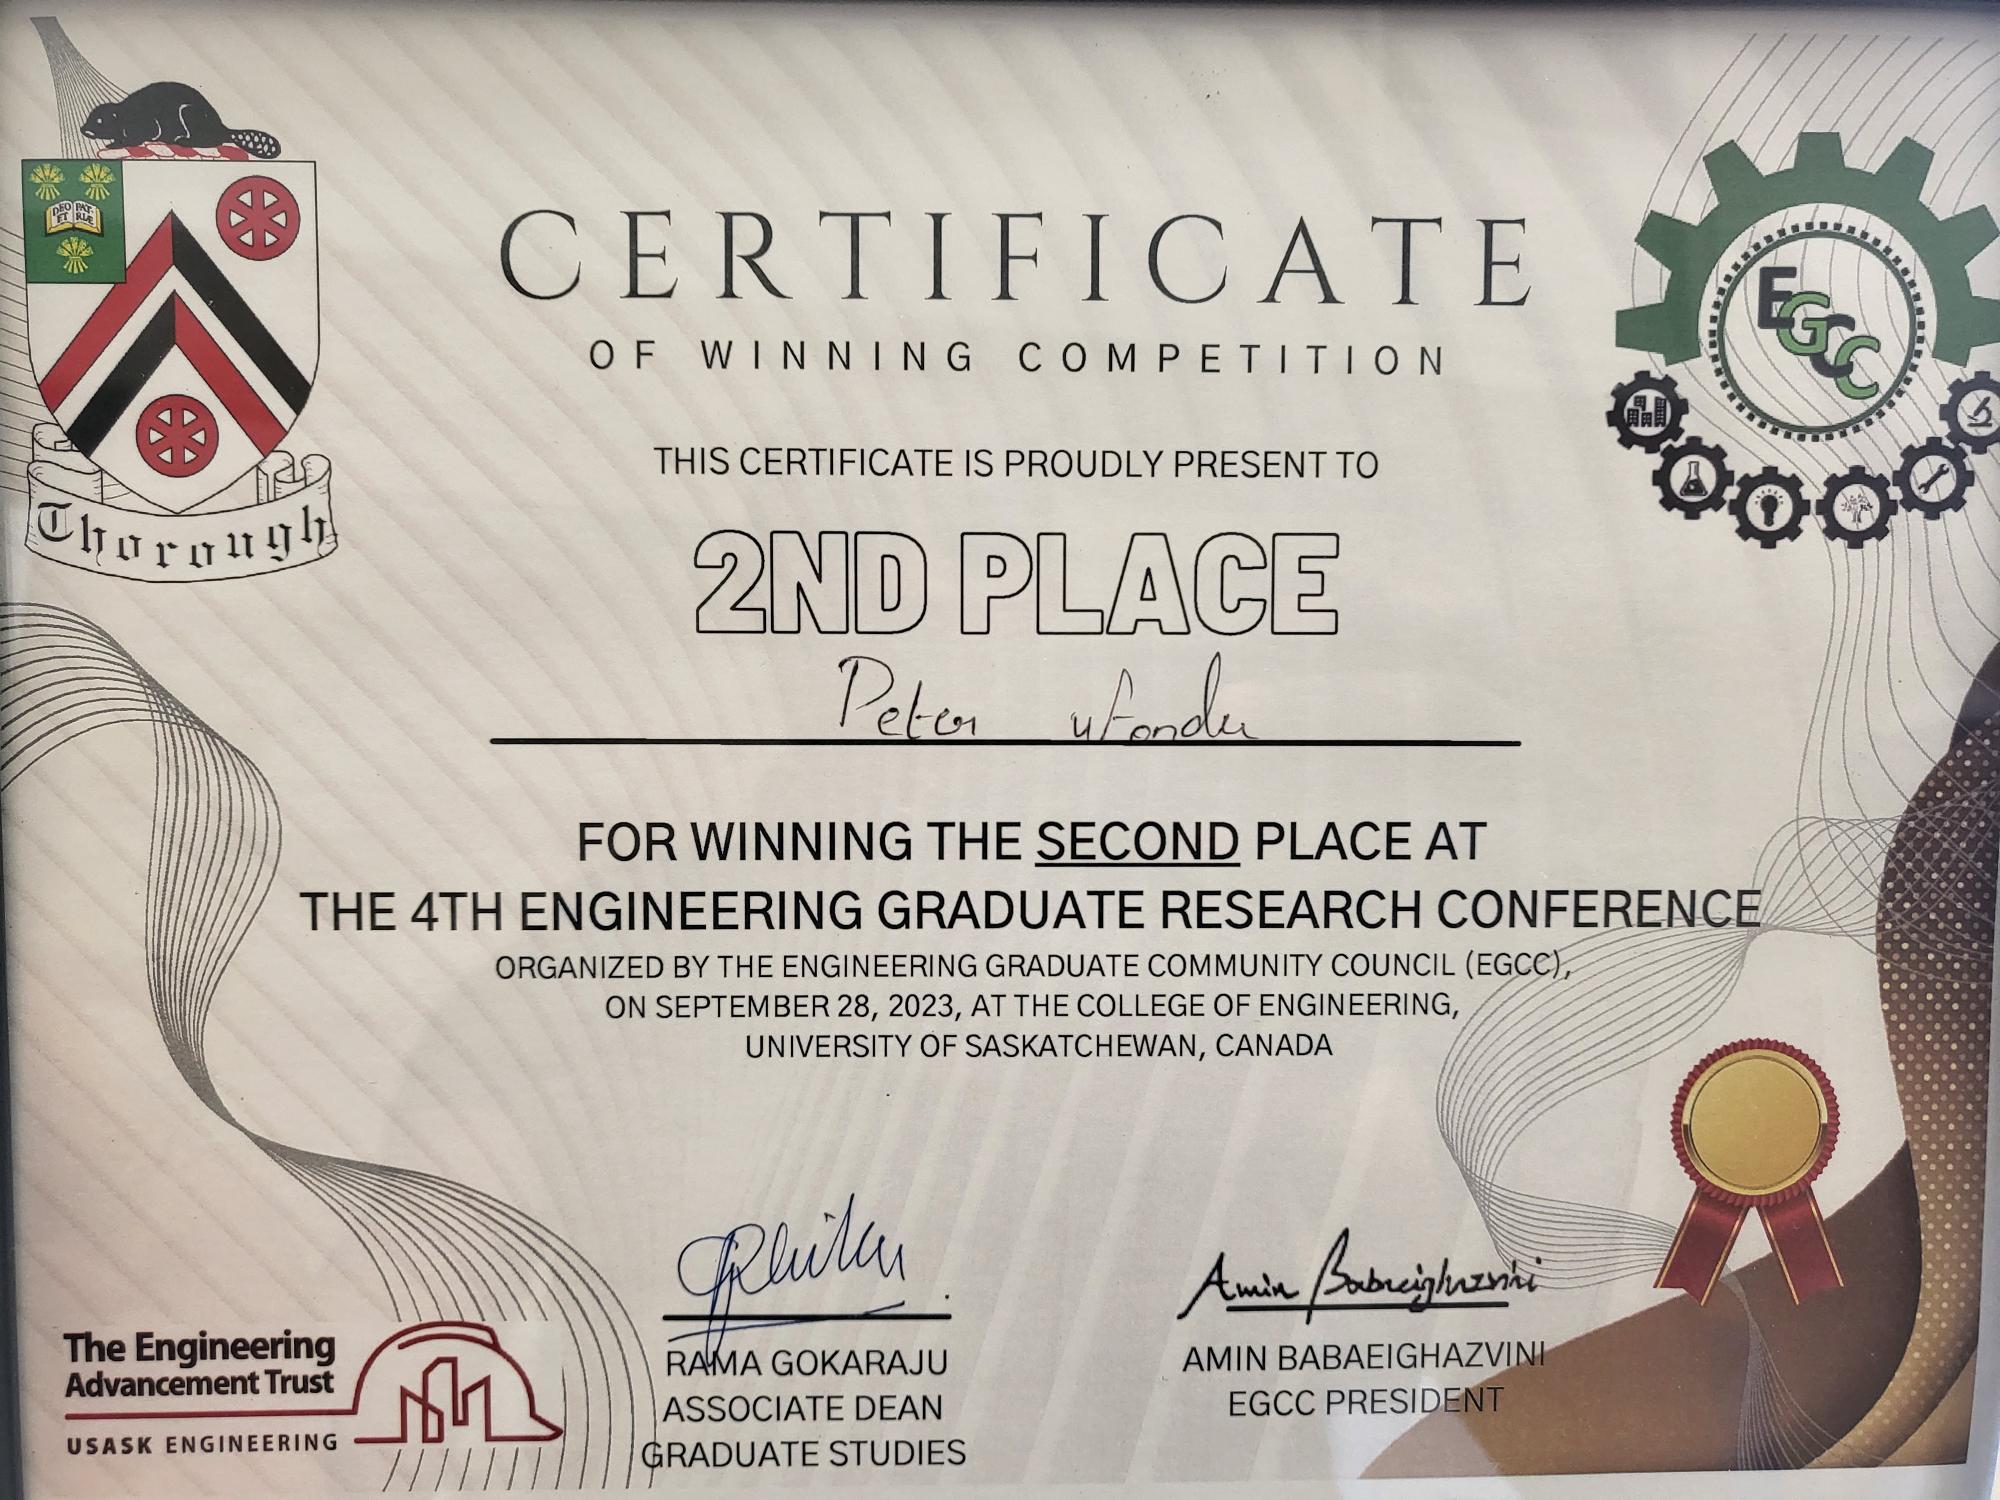 DEO PAT-
ET RIÆ
Thorough
EGCC
CERTIFICATE
OF WINNING COMPETITION
THIS CERTIFICATE IS PROUDLY PRESENT TO
2ND PLACE
Peter ufondu
FOR WINNING THE SECOND PLACE AT
THE 4TH ENGINEERING GRADUATE RESEARCH CONFERENCE
ORGANIZED BY THE ENGINEERING GRADUATE COMMUNITY COUNCIL (EGCC),
ON SEPTEMBER 28, 2023, AT THE COLLEGE OF ENGINEERING,
UNIVERSITY OF SASKATCHEWAN, CANADA
Amin Babaeighazvini
RAMA GOKARAJU
ASSOCIATE DEAN
GRADUATE STUDIES
AMIN BABAEIGHAZVINI
EGCC PRESIDENT
The Engineering
Advancement Trust
USASK ENGINEERING